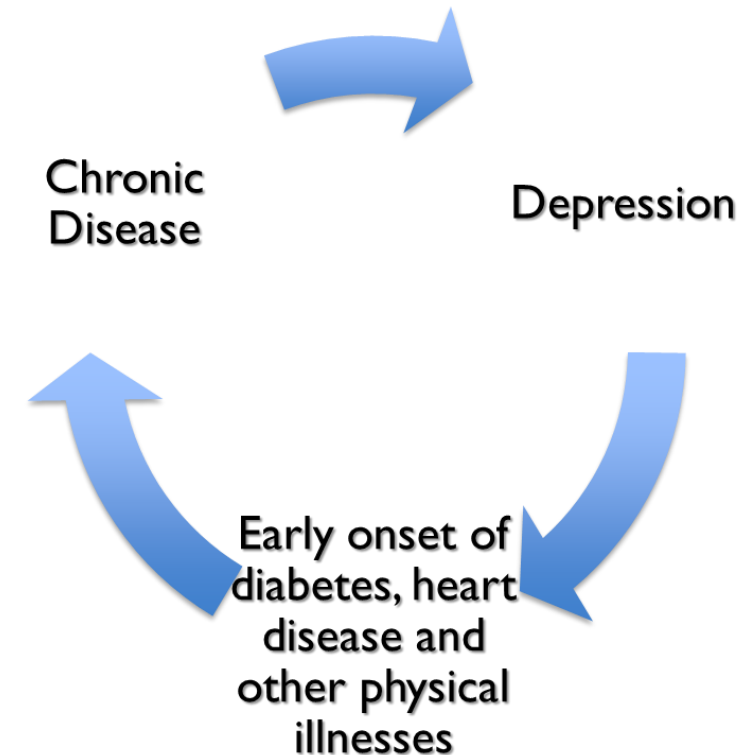 Chronic
Disease
Depression
Early onset of
diabetes, heart
disease and
other physical
illnesses